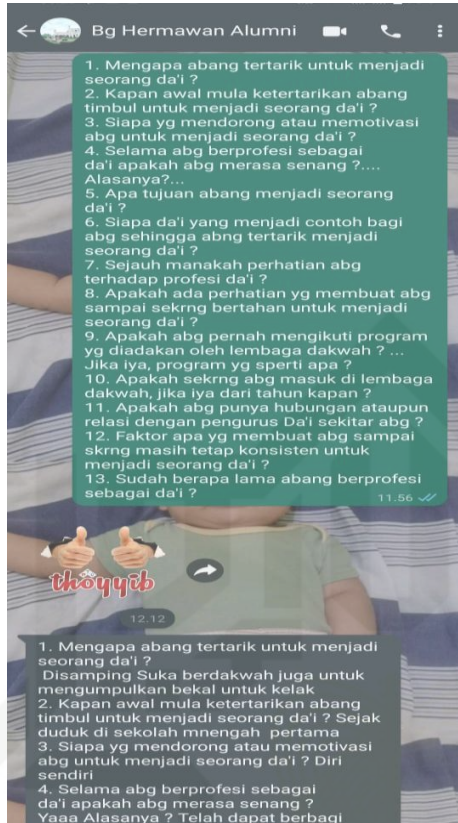 Bg Hermawan Alumni
1. Mengapa abang tertarik untuk menjadi
seorang da'i ?
2. Kapan awal mula ketertarikan abang
timbul untuk menjadi seorang da'i ?
3. Siapa yg mendorong atau memotivasi
abg untuk menjadi seorang da'i ?
4. Selama abg berprofesi sebagai
da'i apakah abg merasa senang ?....
Alasanya?...
5. Apa tujuan abang menjadi seorang
da'i ?
6. Siapa da'i yang menjadi contoh bagi
abg sehingga abng tertarik menjadi
seorang da'i ?
7. Sejauh manakah perhatian abg
terhadap profesi da'i ?
8. Apakah ada perhatian yg membuat abg
sampai sekrng bertahan untuk menjadi
seorang da'i ?
9. Apakah abg pernah mengikuti program
yg diadakan oleh lembaga dakwah ? ...
Jika iya, program yg sperti apa ?
10. Apakah sekrng abg masuk di lembaga
dakwah, jika iya dari tahun kapan ?
11. Apakah abg punya hubungan ataupun
relasi dengan pengurus Da'i sekitar abg ?
12. Faktor apa yg membuat abg sampai
skrng masih tetap konsisten untuk
menjadi seorang da'i ?
13. Sudah berapa lama abang berprofesi
sebagai da'i ?
11.56
thôyyib
12.12
1. Mengapa abang tertarik untuk menjadi
seorang da'i ?
Disamping Suka berdakwah juga untuk
mengumpulkan bekal untuk kelak
2. Kapan awal mula ketertarikan abang
timbul untuk menjadi seorang da'i ? Sejak
duduk di sekolah mnengah pertama
3. Siapa yg mendorong atau memotivasi
abg untuk menjadi seorang da'i ? Diri
sendiri
4. Selama abg berprofesi sebagai
da'i apakah abg merasa senang ?
Yaaa Alasanya ? Telah dapat berbagi